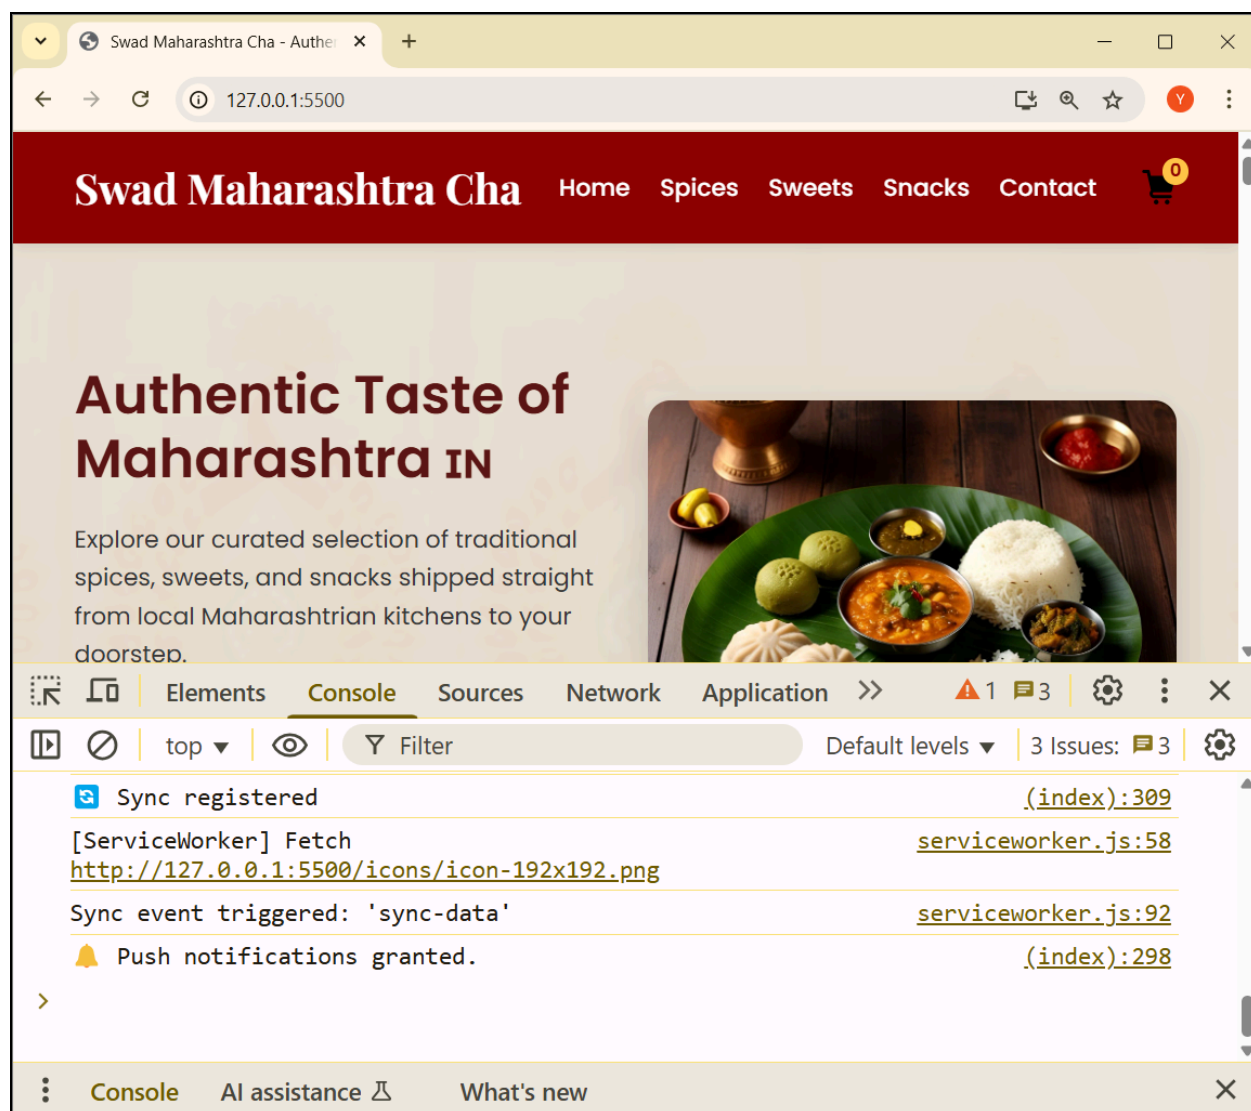 Swad Maharashtra Cha - Auther
127.0.0.1:5500
Y
Swad Maharashtra Cha Home Spices Sweets Snacks Contact 0
Authentic Taste of
Maharashtra IN
Explore our curated selection of traditional
spices, sweets, and snacks shipped straight
from local Maharashtrian kitchens to your
doorstep.
Elements Console Sources Network Application 1 3
top Filter Default levels 3 Issues: 3
Sync registered (index):309
[ServiceWorker] Fetch serviceworker.js:58
http://127.0.0.1:5500/icons/icon-192x192.png
Sync event triggered: 'sync-data' serviceworker.js:92
Push notifications granted. (index):298
Console AI assistance What's new